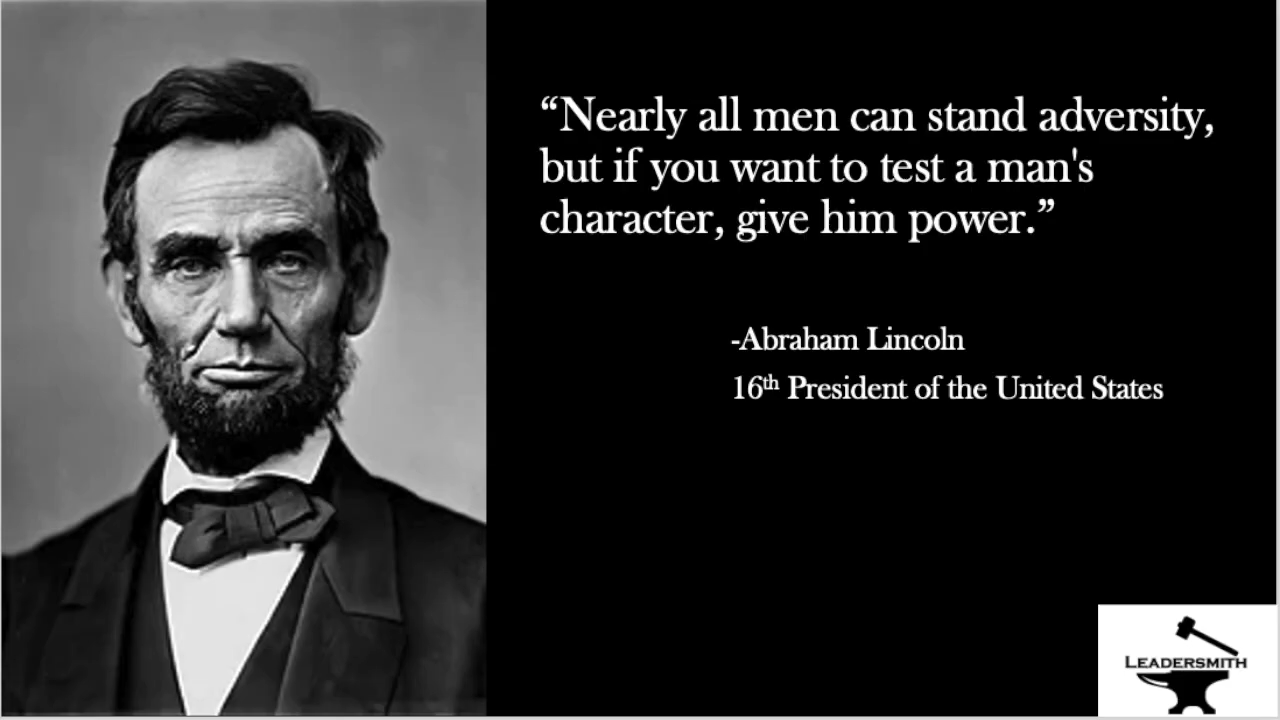 “Nearly all men can stand adversity,
but if you want to test a man's
character, give him power.”
-Abraham Lincoln
16th President of the United States
LEADERSMITH